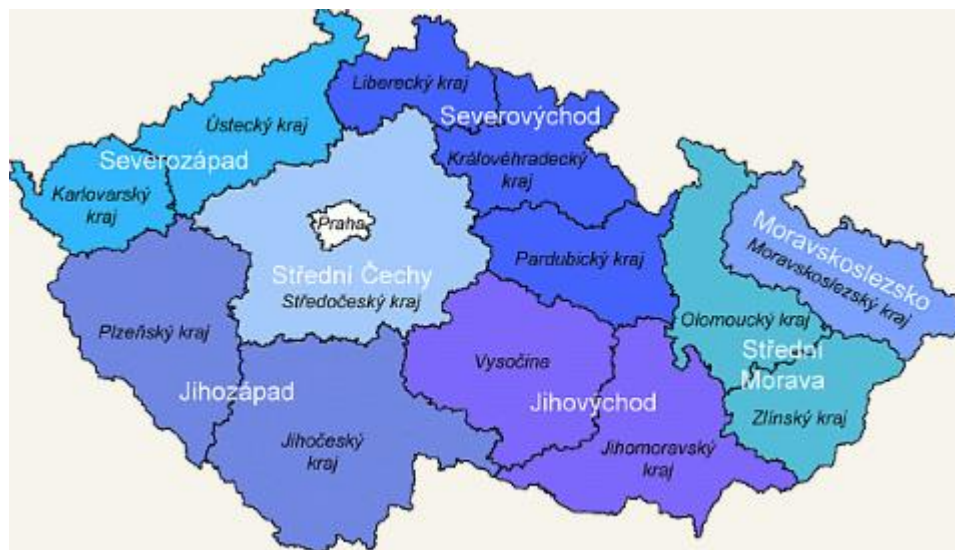 Liberecký kraj
Severovýchod
Ústecký kraj
Severozápad
Královéhradecký
kraj
Karlovarský
kraj
Praha
Moravskoslezsko
Moravskoslezský kraj
Pardubický kraj
Střední Čechy
Středočeský kraj
Olomoucký kraj
Plzeňský kraj
Vysočina
Střední
Morava
Jihozápad
Jihovýchod
Zlínský kraj
Jihočeský
kraj
Jihomoravský
kraj